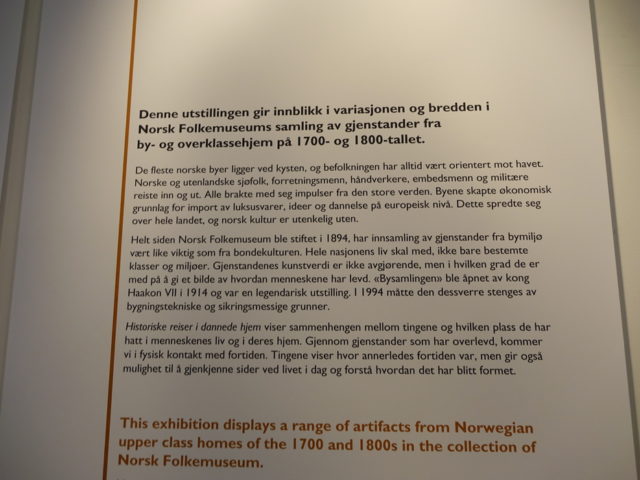 Denne utstillingen gir innblikk i variasjonen og bredden i
Norsk Folkemuseums samling av gjenstander fra
by- og overklassehjem på 1700- og 1800-tallet.
De fleste norske byer ligger ved kysten, og befolkningen har alltid vært orientert mot havet.
Norske og utenlandske sjøfolk, forretningsmenn, håndverkere, embedsmenn og militære
reiste inn og ut. Alle brakte med seg impulser fra den store verden. Byene skapte økonomisk
grunnlag for import av luksusvarer, ideer og dannelse på europeisk nivå. Dette spredte seg
over hele landet, og norsk kultur er utenkelig uten.
Helt siden Norsk Folkemuseum ble stiftet i 1894, har innsamling av gjenstander fra bymiljø
vært like viktig som fra bondekulturen. Hele nasjonens liv skal med, ikke bare bestemte
klasser og miljøer. Gjenstandenes kunstverdi er ikke avgjørende, men i hvilken grad de er
med på å gi et bilde av hvordan menneskene har levd. «Bysamlingen» ble åpnet av kong
Haakon VII i 1914 og var en legendarisk utstilling. I 1994 måtte den dessverre stenges av
bygningstekniske og sikringsmessige grunner.
Historiske reiser i dannede hjem viser sammenhengen mellom tingene og hvilken plass de har
hatt i menneskenes liv og i deres hjem. Gjennom gjenstander som har overlevd, kommer
vi i fysisk kontakt med fortiden. Tingene viser hvor annerledes fortiden var, men gir også
mulighet til å gjenkjenne sider ved livet i dag og forstå hvordan det har blitt formet.
This exhibition displays a range of artifacts from Norwegian
upper class homes of the 1700 and 1800s in the collection of
Norsk Folkemuseum.